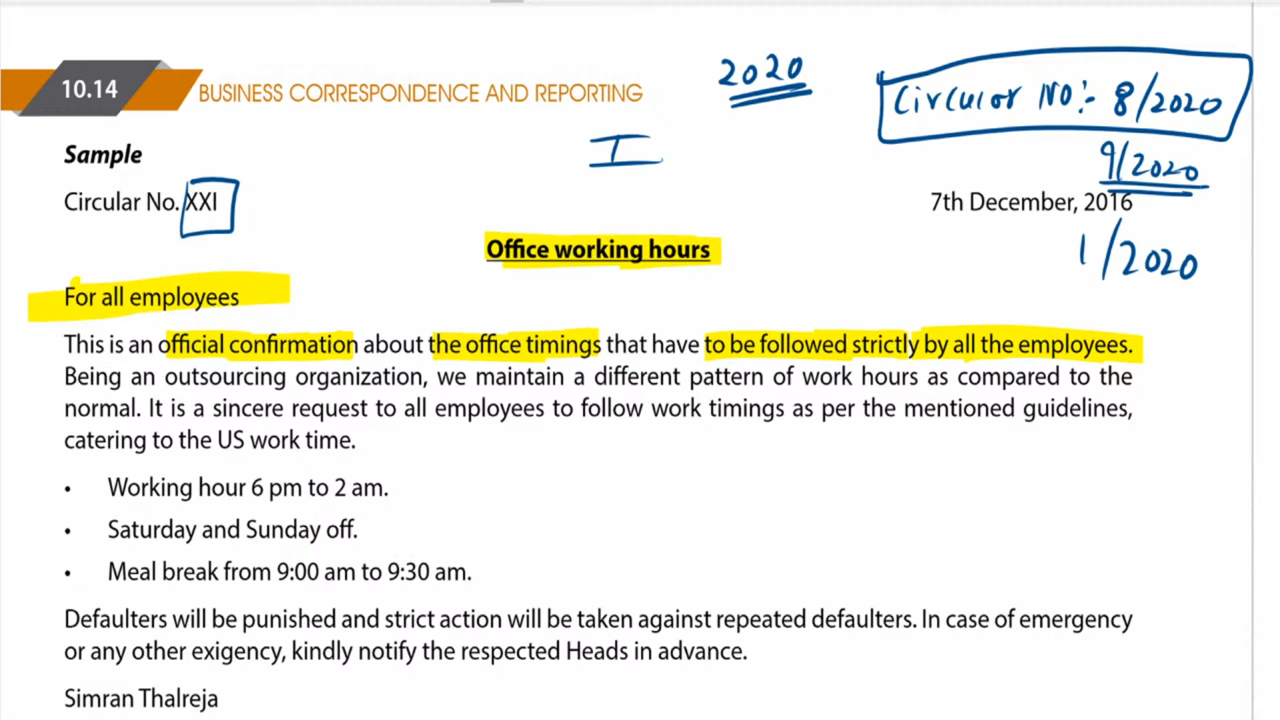 2020
Circular No:- 8/2020
10.14
BUSINESS CORRESPONDENCE AND REPORTING
I
9/2020
Sample
Circular No. XXI
7th December, 2016
1/2020
Office working hours
For all employees
This is an official confirmation about the office timings that have to be followed strictly by all the employees.
Being an outsourcing organization, we maintain a different pattern of work hours as compared to the
normal. It is a sincere request to all employees to follow work timings as per the mentioned guidelines,
catering to the US work time.
• Working hour 6 pm to 2 am.
• Saturday and Sunday off.
• Meal break from 9:00 am to 9:30 am.
Defaulters will be punished and strict action will be taken against repeated defaulters. In case of emergency
or any other exigency, kindly notify the respected Heads in advance.
Simran Thalreja